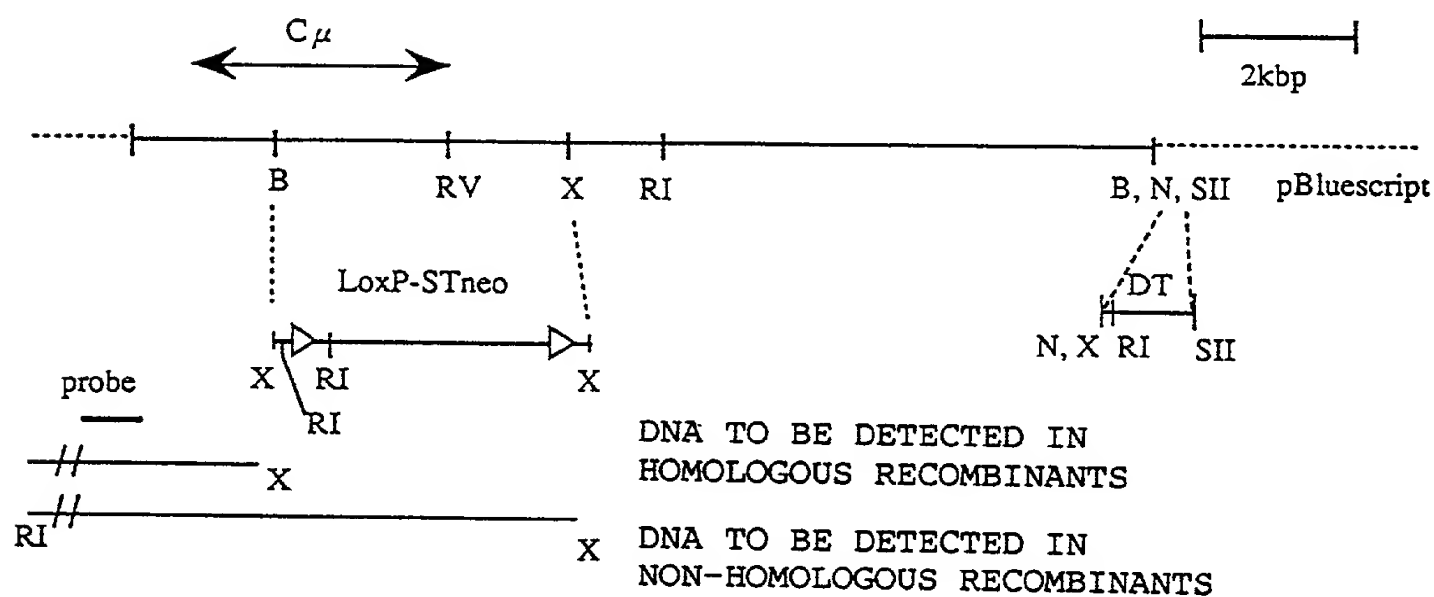 Cμ
2kbp
B RV X RI B, N, SII pBluescript
LoxP-STneo
DT
X RI X N, X RI SII
probe
RI
DNA TO BE DETECTED IN
HOMOLOGOUS RECOMBINANTS
X
RI X
DNA TO BE DETECTED IN
NON-HOMOLOGOUS RECOMBINANTS